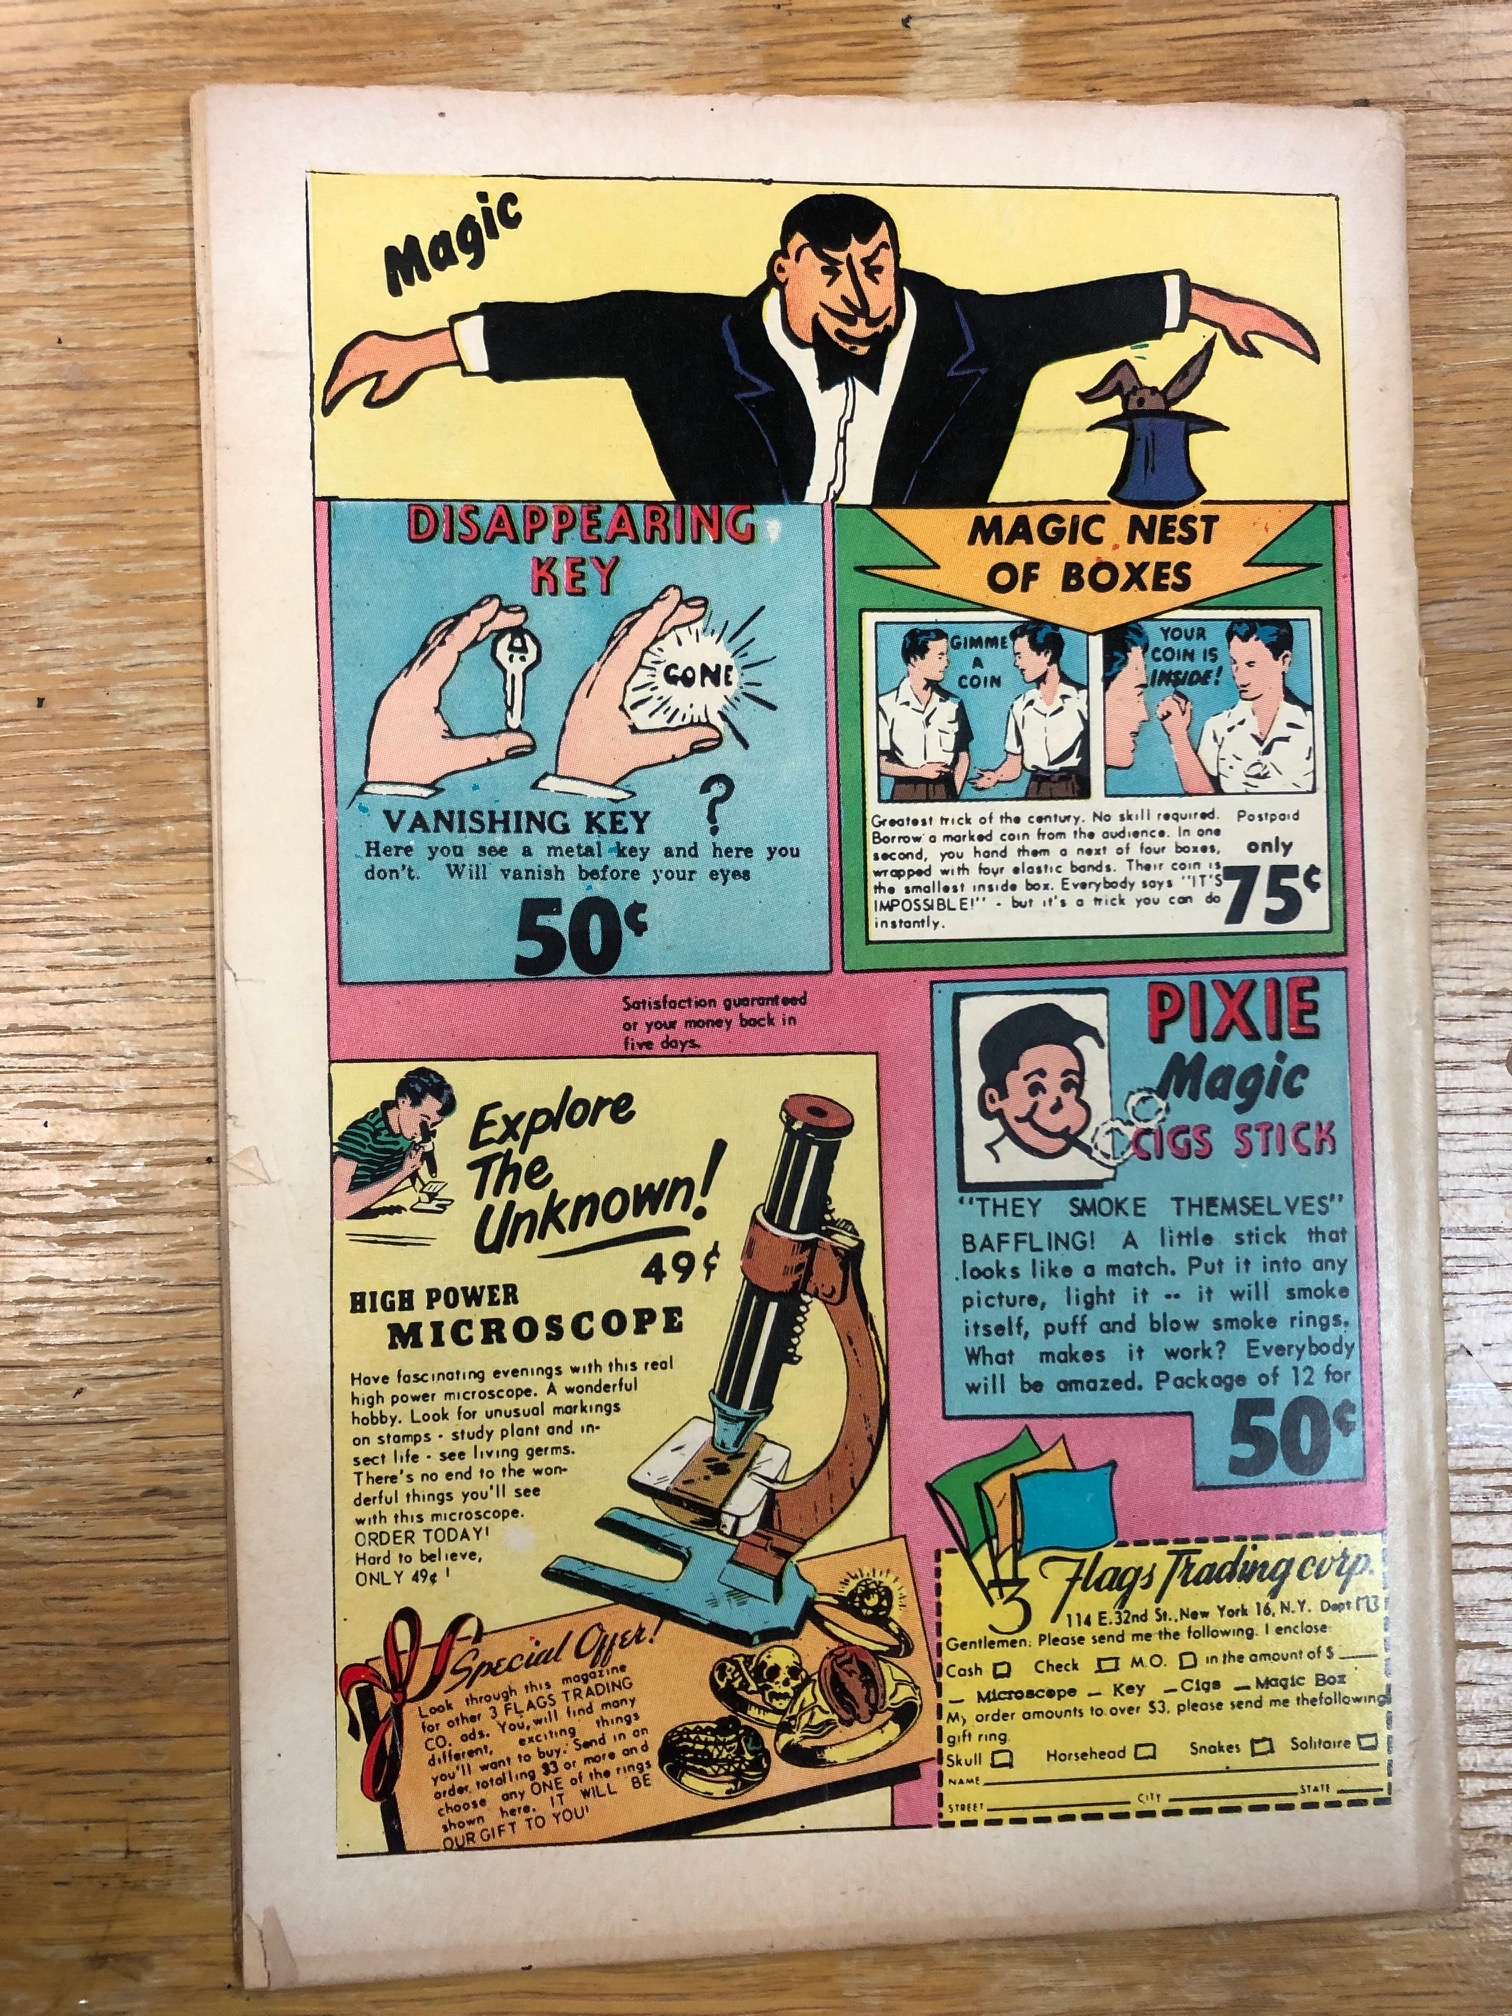 Magic
DISAPPEARING
KEY
GONE
VANISHING KEY
?
Here you see a metal key and here you
don't. Will vanish before your eyes
50¢
MAGIC NEST
OF BOXES
GIMME
A
COIN
YOUR
COIN IS
INSIDE!
Greatest trick of the century. No skill required.
Borrow a marked coin from the audience. In one
second, you hand them a next of four boxes,
wrapped with four elastic bands. Their coin is
the smallest inside box. Everybody says "IT'S
IMPOSSIBLE!" - but it's a trick you can do
instantly.
Postpaid
only
75¢
Satisfaction guaranteed
or your money back in
five days.
PIXIE
Magic
CIGS STICK
"THEY SMOKE THEMSELVES"
BAFFLING! A little stick that
looks like a match. Put it into any
picture, light it -- it will smoke
itself, puff and blow smoke rings.
What makes it work? Everybody
will be amazed. Package of 12 for
50¢
Explore
The
Unknown!
49¢
HIGH POWER
MICROSCOPE
Have fascinating evenings with this real
high power microscope. A wonderful
hobby. Look for unusual markings
on stamps - study plant and in-
sect life - see living germs.
There's no end to the won-
derful things you'll see
with this microscope.
ORDER TODAY!
Hard to believe,
ONLY 49¢ !
Special Offer!
Look through this magazine
for other 3 FLAGS TRADING
CO. ads. You will find many
different, exciting things
you'll want to buy. Send in an
order totalling $3 or more and
choose any ONE of the rings
shown here. IT WILL BE
OUR GIFT TO YOU!
3 Flags Trading corp.
114 E. 32nd St., New York 16, N.Y. Dept
Gentlemen: Please send me the following. I enclose
Cash Check M.O. in the amount of $
Microscope Key Cigs Magic Box
My order amounts to over $3, please send me the following
gift ring
Skull Horsehead Snakes Solitaire
NAME
STREET CITY STATE